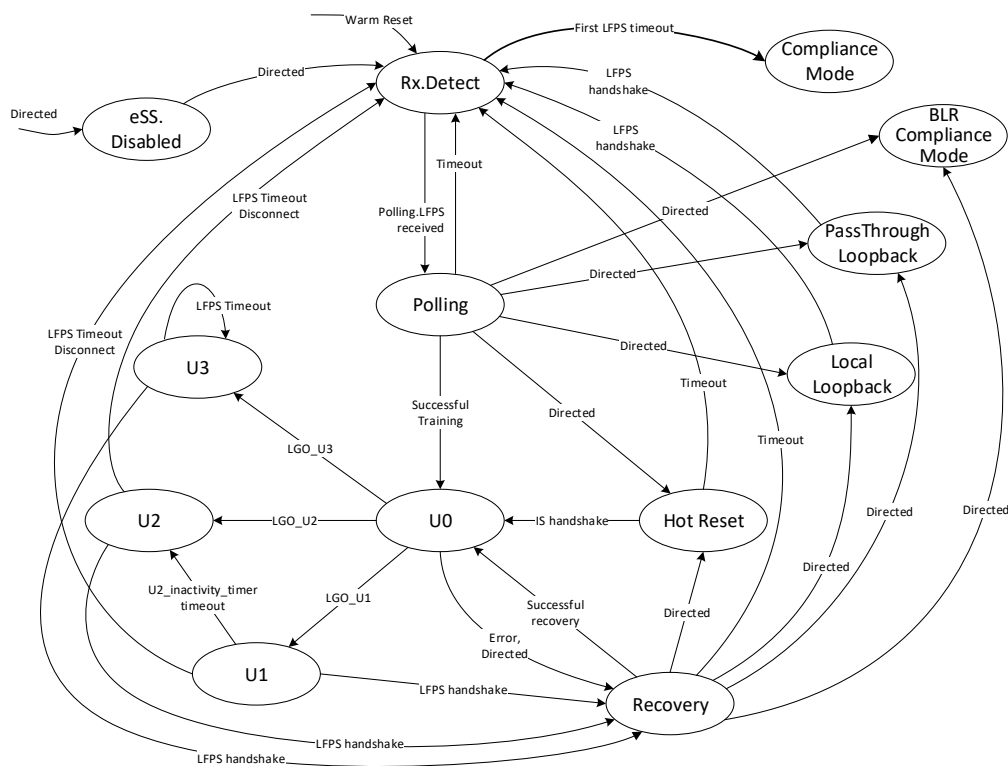 Warm Reset
First LFPS timeout
Compliance
Mode
Directed
Rx.Detect
LFPS
handshake
Directed
eSS.
Disabled
BLR
Compliance
Mode
LFPS
handshake
Timeout
LFPS Timeout
Disconnect
Polling.LFPS
received
Directed
PassThrough
Loopback
Directed
Polling
LFPS Timeout
LFPS Timeout
Disconnect
U3
Directed
Local
Loopback
Timeout
Successful
Training
Directed
Timeout
LGO_U3
U2
LGO_U2
U0
IS handshake
Hot Reset
Directed
Directed
U2_inactivity_timer
timeout
LGO_U1
Successful
recovery
Directed
Directed
Error,
Directed
U1
LFPS handshake
Recovery
LFPS handshake
LFPS handshake